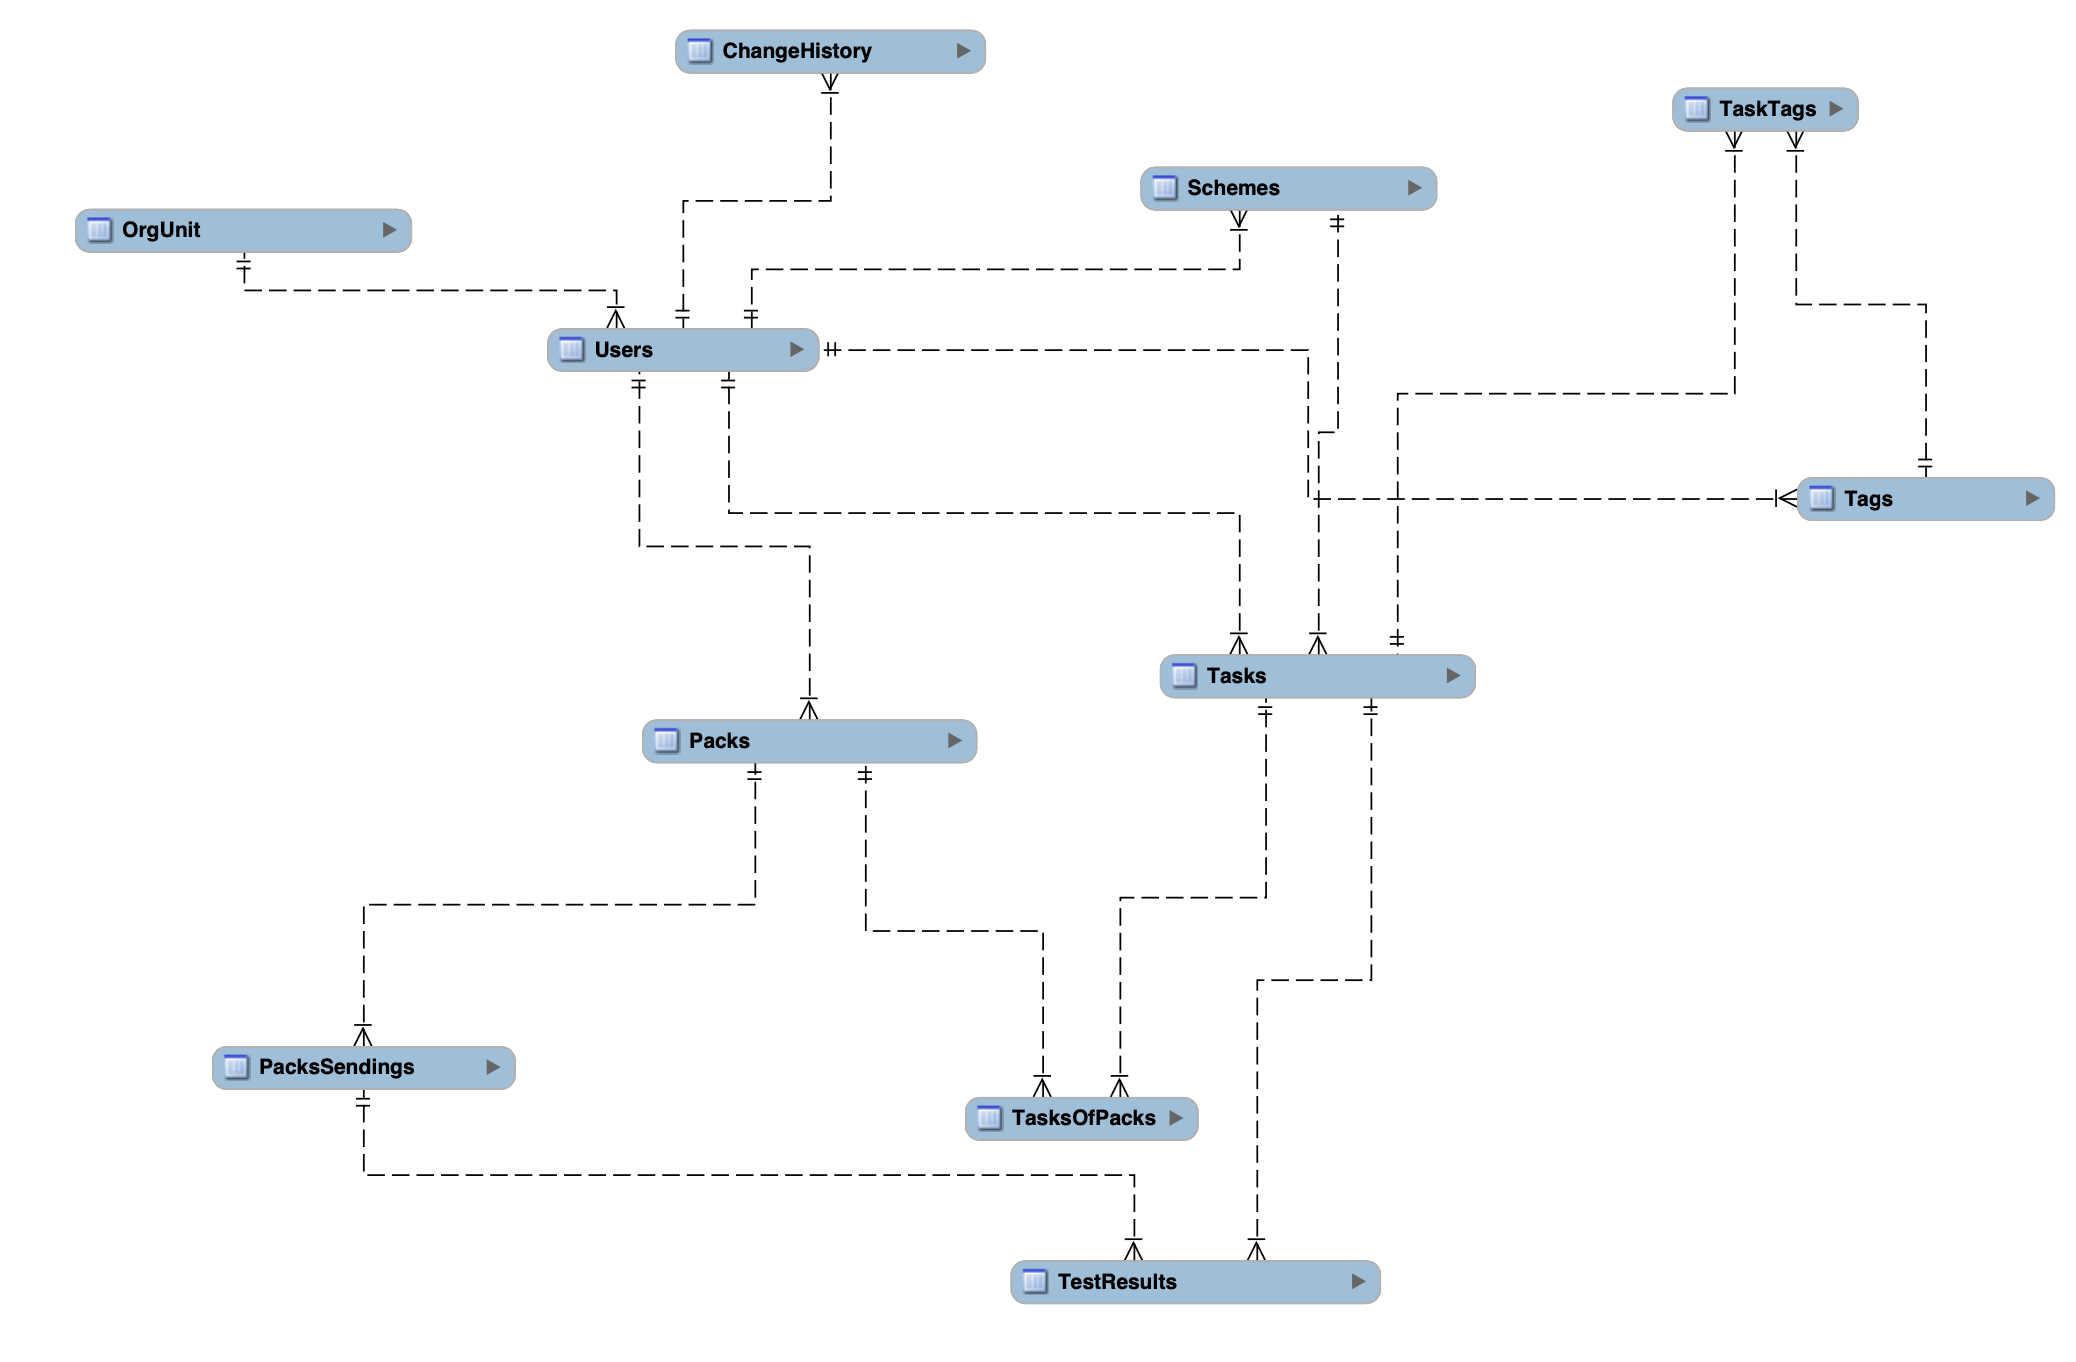 ChangeHistory
TaskTags
Schemes
OrgUnit
Users
Tags
Tasks
Packs
PacksSendings
TasksOfPacks
TestResults